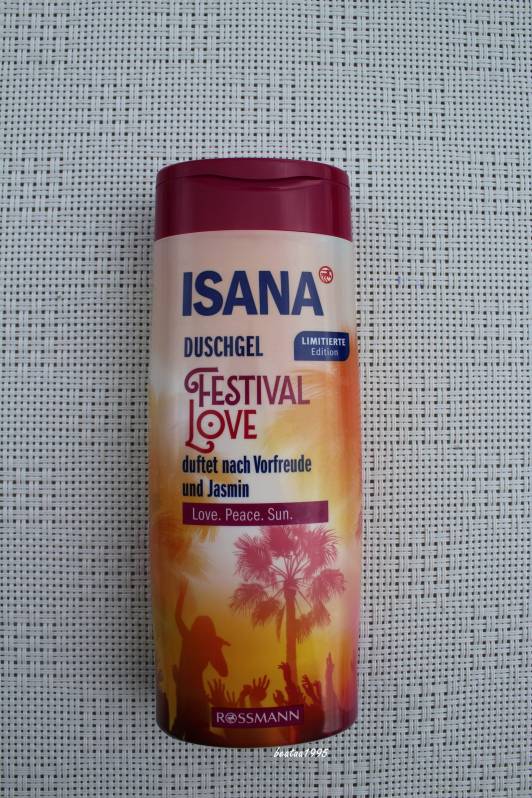 ISANA
DUSCHGEL
LIMITIERTE
Edition
FESTIVAL
LOVE
duftet nach Vorfreude
und Jasmin
Love. Peace. Sun.
ROSSMANN
beataa1995